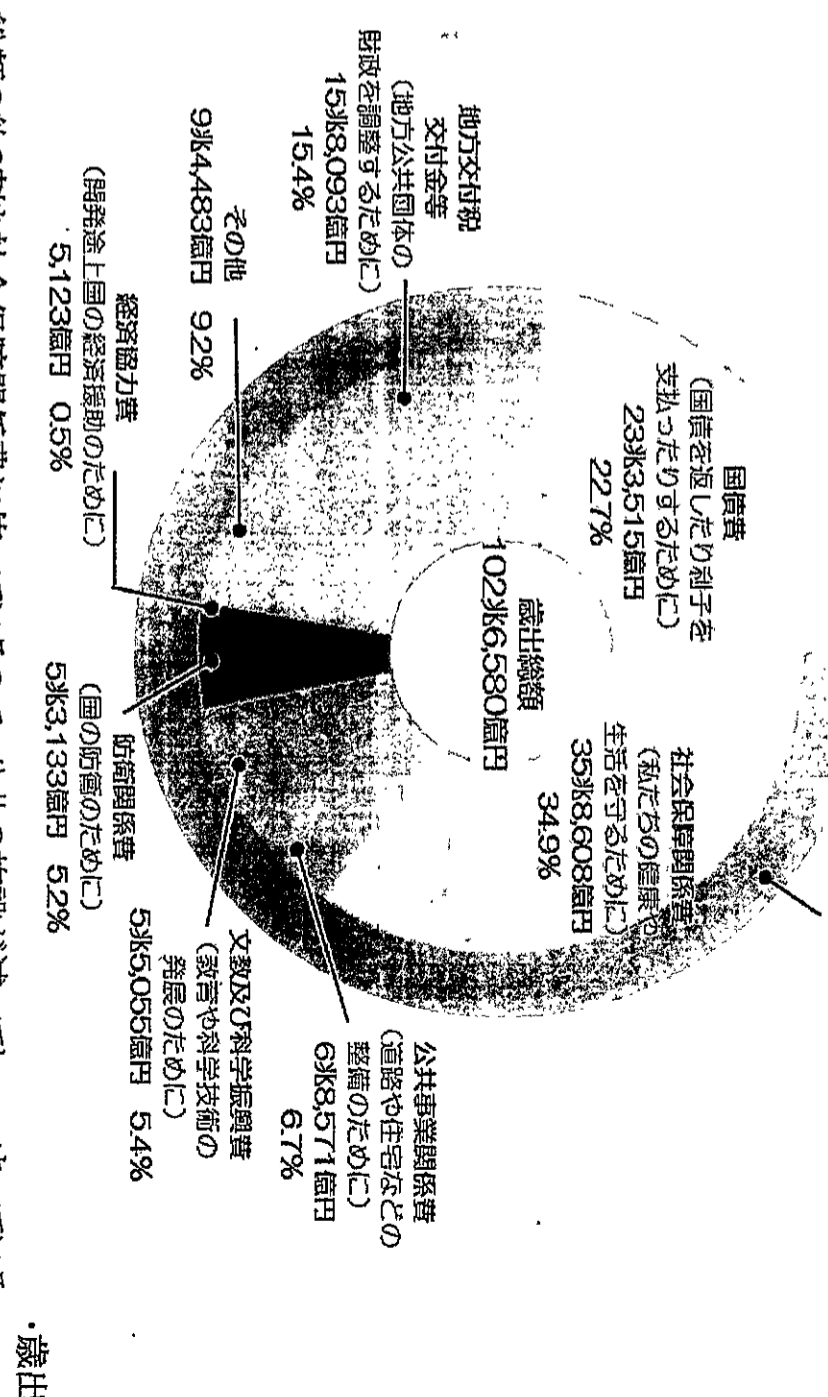 国債費
(国債を返したり利子を
支払ったりするために)
23兆3,515億円
22.7%
歳出総額
102兆6,580億円
社会保障関係費
(私たちの健康や
生活を守るために)
35兆8,608億円
34.9%
地方交付税
交付金等
(地方公共団体の
財政を調整するために)
15兆8,093億円
15.4%
その他
9兆4,483億円 9.2%
経済協力費
(開発途上国の経済援助のために)
5,123億円 0.5%
防衛関係費
(国の防衛のために)
5兆3,133億円 5.2%
文教及び科学振興費
(教育や科学技術の
発展のために)
5兆5,055億円 5.4%
公共事業関係費
(道路や住宅などの
整備のために)
6兆8,571億円
6.7%
・歳出